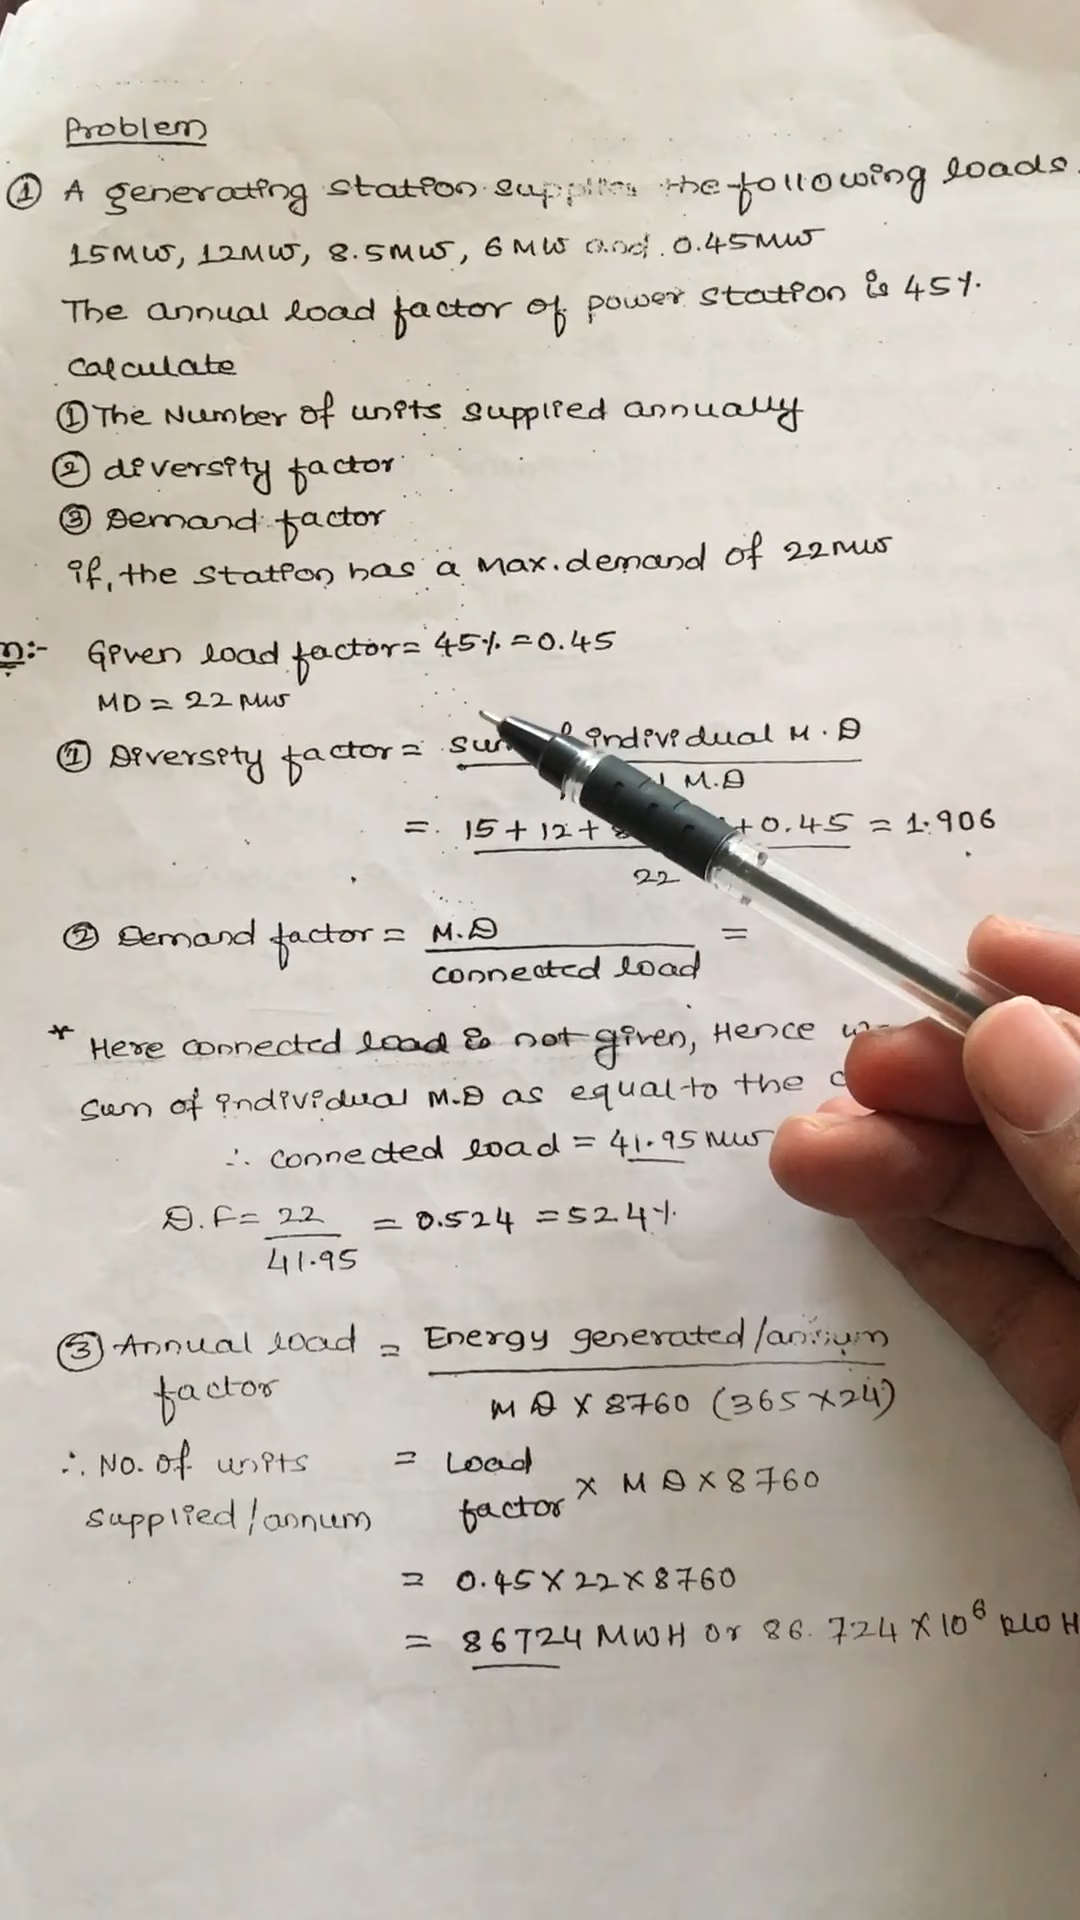 Problem
① A generating station supplies the following loads.
15MW, 12MW, 8.5MW, 6MW and 0.45MW
The annual load factor of power station is 45%.
calculate
① The Number of units supplied annually
② diversity factor
③ Demand factor
if, the station has a max. demand of 22MW
n:- Given load factor = 45% = 0.45
MD = 22 MW
① Diversity factor = sum individual M.D
M.D
= 15 + 12 + + 0.45 = 1.906
22
② Demand factor = M.D =
connected load
* Here connected load is not given, Hence
sum of individual M.D as equal to the
∴ connected load = 41.95 MW
D.F = 22 = 0.524 = 52.4%
41.95
③ Annual load factor = Energy generated/annum
MD X 8760 (365 X 24)
∴ No. of units supplied/annum = Load factor X MD X 8760
= 0.45 X 22 X 8760
= 86724 MWH or 86.724 X 10⁶ KWH